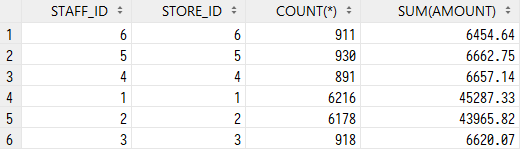 STAFF_ID STORE_ID COUNT(*) SUM(AMOUNT)
1 6 6 911 6454.64
2 5 5 930 6662.75
3 4 4 891 6657.14
4 1 1 6216 45287.33
5 2 2 6178 43965.82
6 3 3 918 6620.07